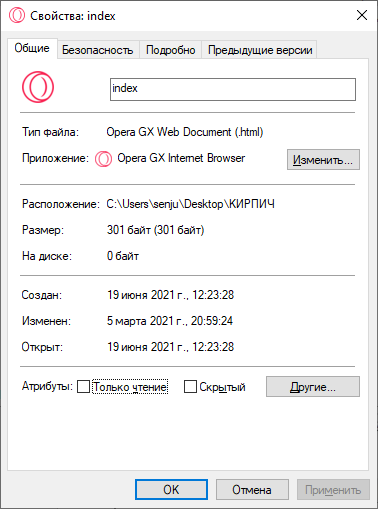 Свойства: index
Общие Безопасность Подробно Предыдущие версии
index
Тип файла: Opera GX Web Document (.html)
Приложение: Opera GX Internet Browser Изменить...
Расположение: C:\Users\senju\Desktop\КИРПИЧ
Размер: 301 байт (301 байт)
На диске: 0 байт
Создан: 19 июня 2021 г., 12:23:28
Изменен: 5 марта 2021 г., 20:59:24
Открыт: 19 июня 2021 г., 12:23:28
Атрибуты: Только чтение Скрытый Другие...
OK Отмена Применить